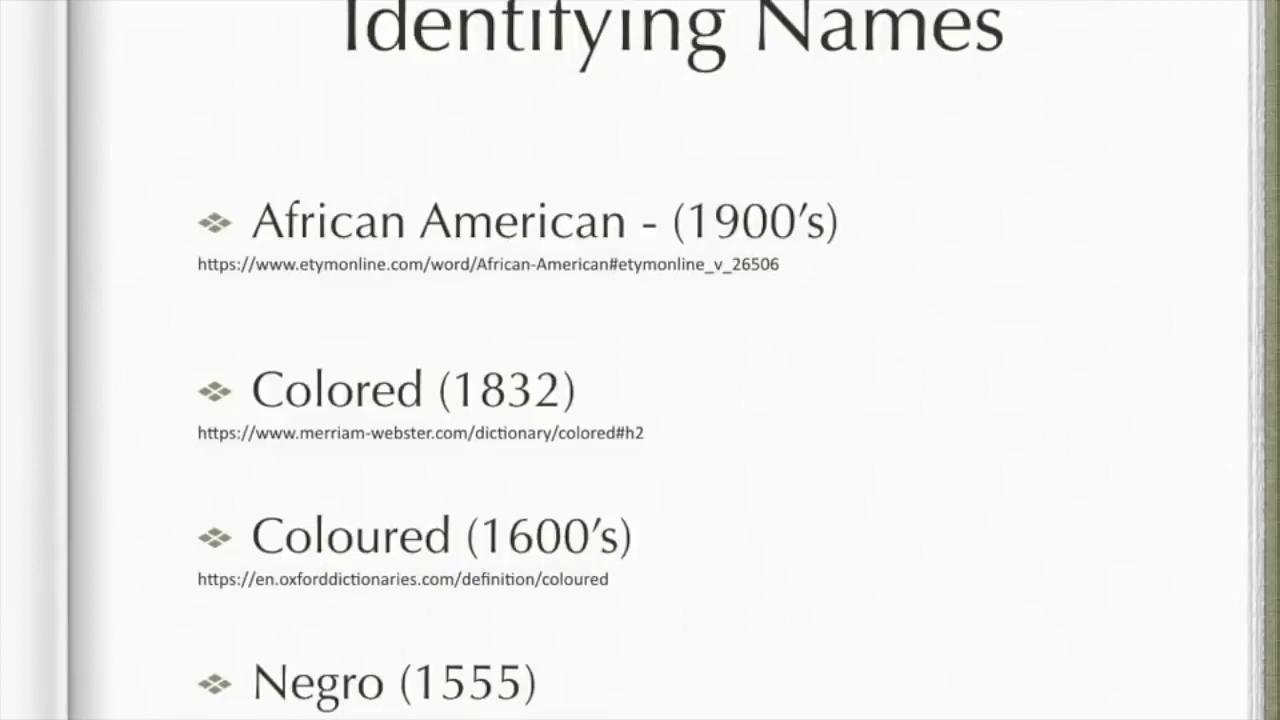 Identifying Names
African American - (1900's)
https://www.etymonline.com/word/African-American#etymonline_v_26506
Colored (1832)
https://www.merriam-webster.com/dictionary/colored#h2
Coloured (1600's)
https://en.oxforddictionaries.com/definition/coloured
Negro (1555)